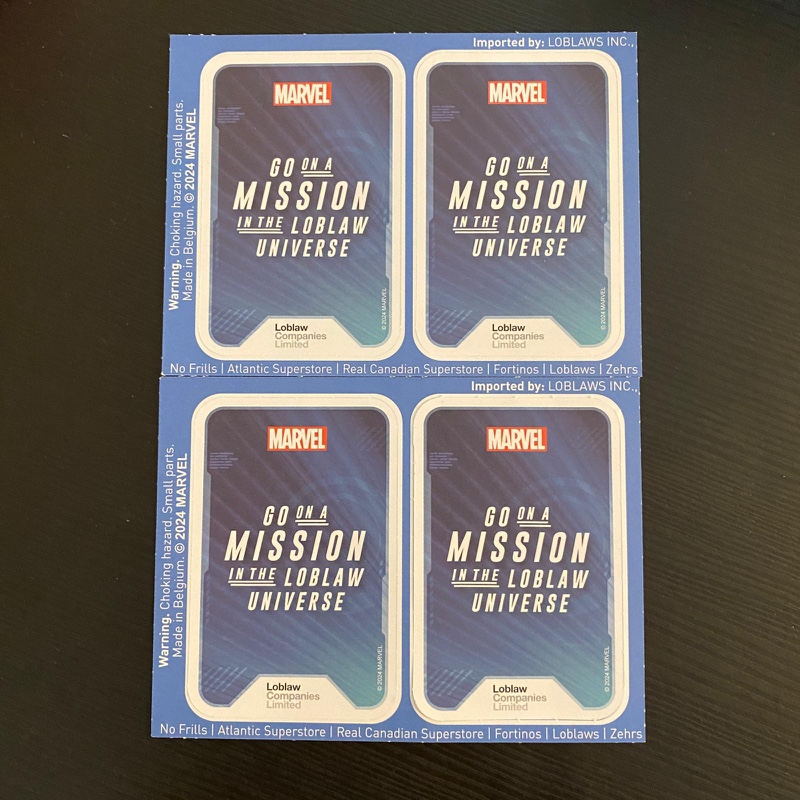 Imported by: LOBLAWS INC.,
Warning. Choking hazard. Small parts.
Made in Belgium. © 2024 MARVEL
MARVEL
GO ON A
MISSION
IN THE LOBLAW
UNIVERSE
© 2024 MARVEL
Loblaw
Companies
Limited
MARVEL
GO ON A
MISSION
IN THE LOBLAW
UNIVERSE
© 2024 MARVEL
Loblaw
Companies
Limited
No Frills | Atlantic Superstore | Real Canadian Superstore | Fortinos | Loblaws | Zehrs
Imported by: LOBLAWS INC.,
Warning. Choking hazard. Small parts.
Made in Belgium. © 2024 MARVEL
MARVEL
GO ON A
MISSION
IN THE LOBLAW
UNIVERSE
© 2024 MARVEL
Loblaw
Companies
Limited
MARVEL
GO ON A
MISSION
IN THE LOBLAW
UNIVERSE
© 2024 MARVEL
Loblaw
Companies
Limited
No Frills | Atlantic Superstore | Real Canadian Superstore | Fortinos | Loblaws | Zehrs